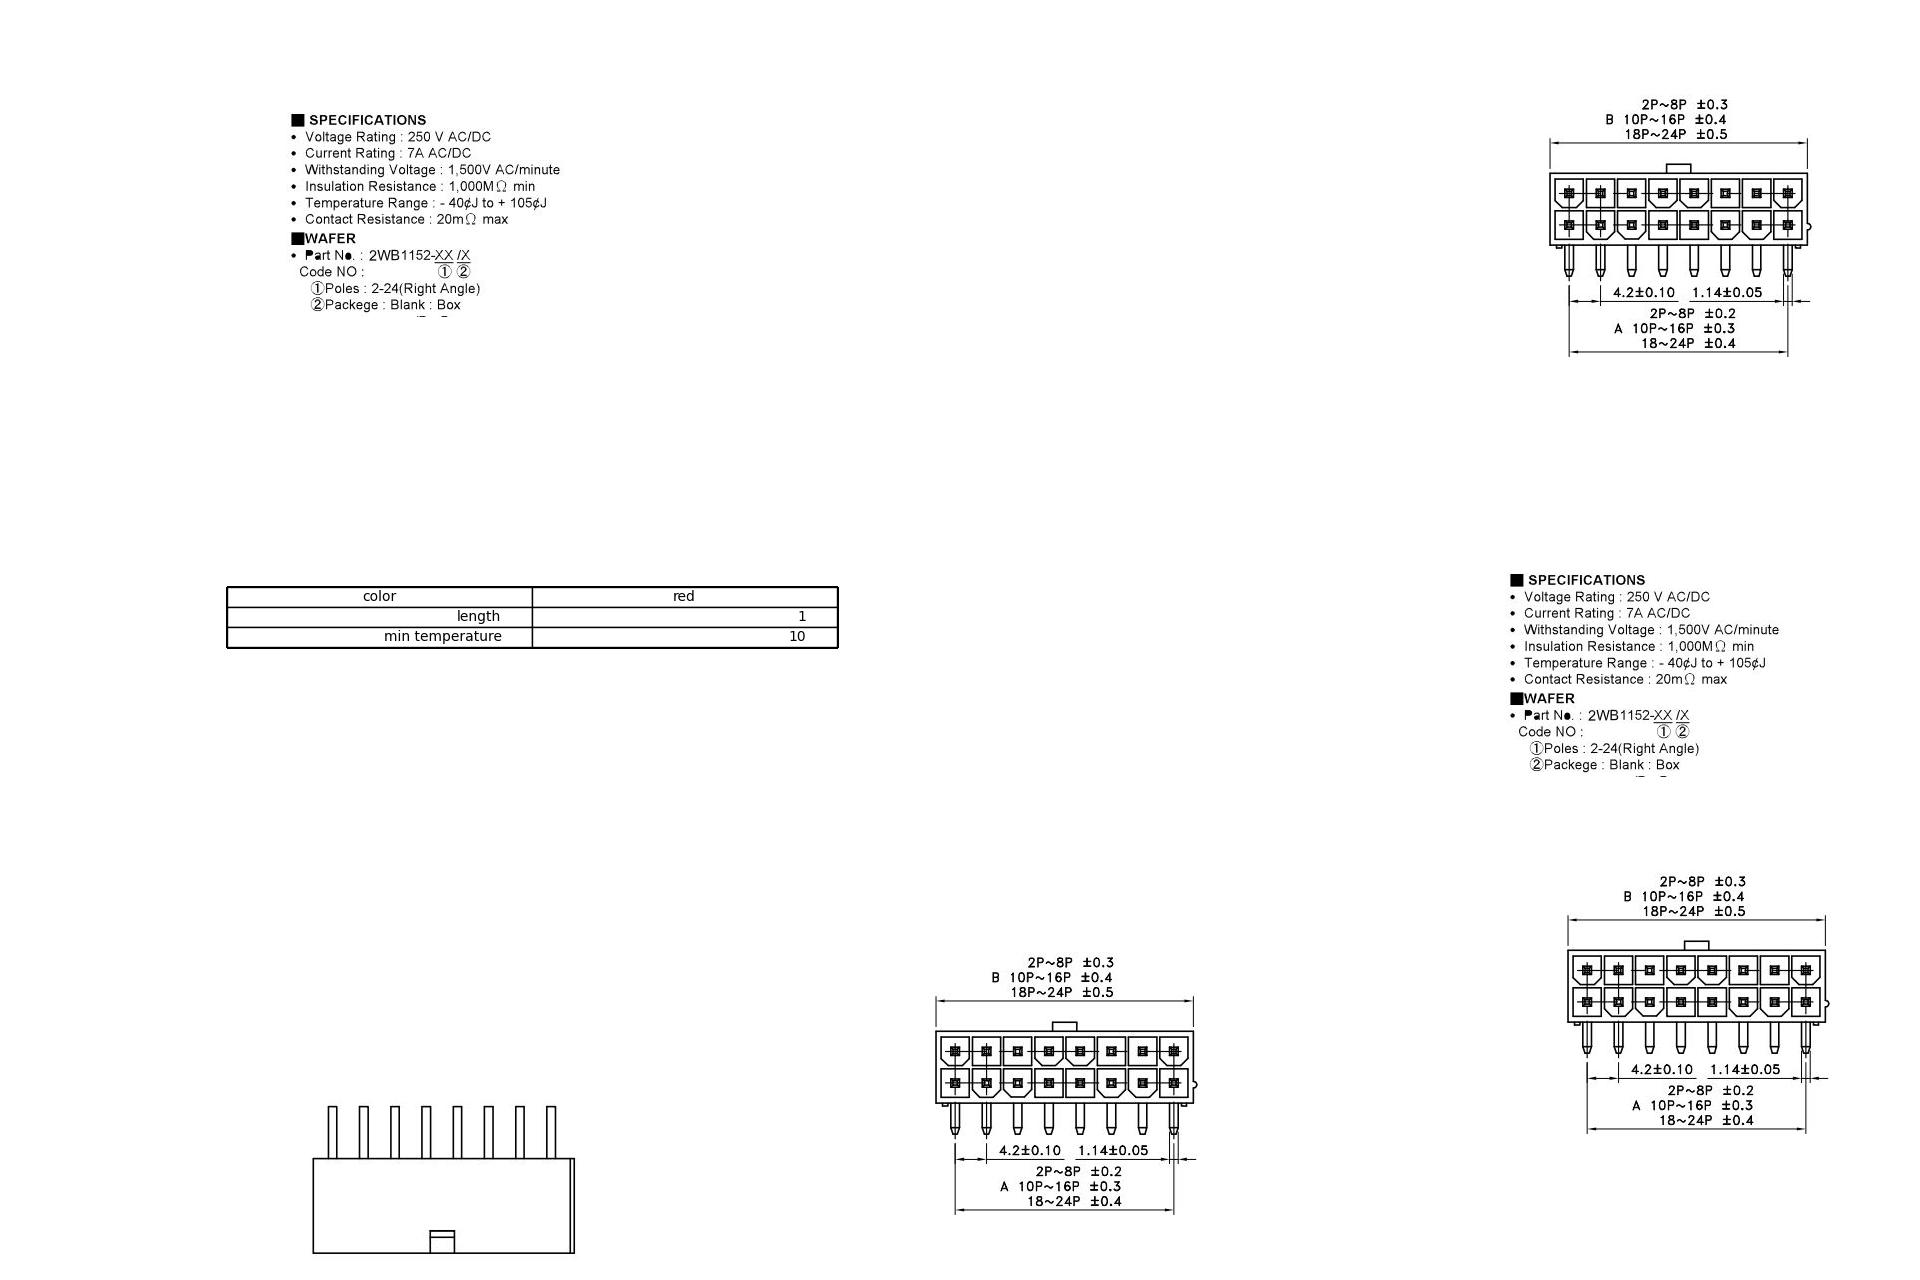 ■ SPECIFICATIONS
• Voltage Rating : 250 V AC/DC
• Current Rating : 7A AC/DC
• Withstanding Voltage : 1,500V AC/minute
• Insulation Resistance : 1,000MΩ min
• Temperature Range : - 40¢J to + 105¢J
• Contact Resistance : 20mΩ max
■WAFER
• Part No. : 2WB1152-XX /X
Code NO : ① ②
①Poles : 2-24(Right Angle)
②Packege : Blank : Box
2P~8P ±0.3
B 10P~16P ±0.4
18P~24P ±0.5
4.2±0.10 1.14±0.05
2P~8P ±0.2
A 10P~16P ±0.3
18~24P ±0.4
color red
length 1
min temperature 10
■ SPECIFICATIONS
• Voltage Rating : 250 V AC/DC
• Current Rating : 7A AC/DC
• Withstanding Voltage : 1,500V AC/minute
• Insulation Resistance : 1,000MΩ min
• Temperature Range : - 40¢J to + 105¢J
• Contact Resistance : 20mΩ max
■WAFER
• Part No. : 2WB1152-XX /X
Code NO : ① ②
①Poles : 2-24(Right Angle)
②Packege : Blank : Box
2P~8P ±0.3
B 10P~16P ±0.4
18P~24P ±0.5
4.2±0.10 1.14±0.05
2P~8P ±0.2
A 10P~16P ±0.3
18~24P ±0.4
2P~8P ±0.3
B 10P~16P ±0.4
18P~24P ±0.5
4.2±0.10 1.14±0.05
2P~8P ±0.2
A 10P~16P ±0.3
18~24P ±0.4